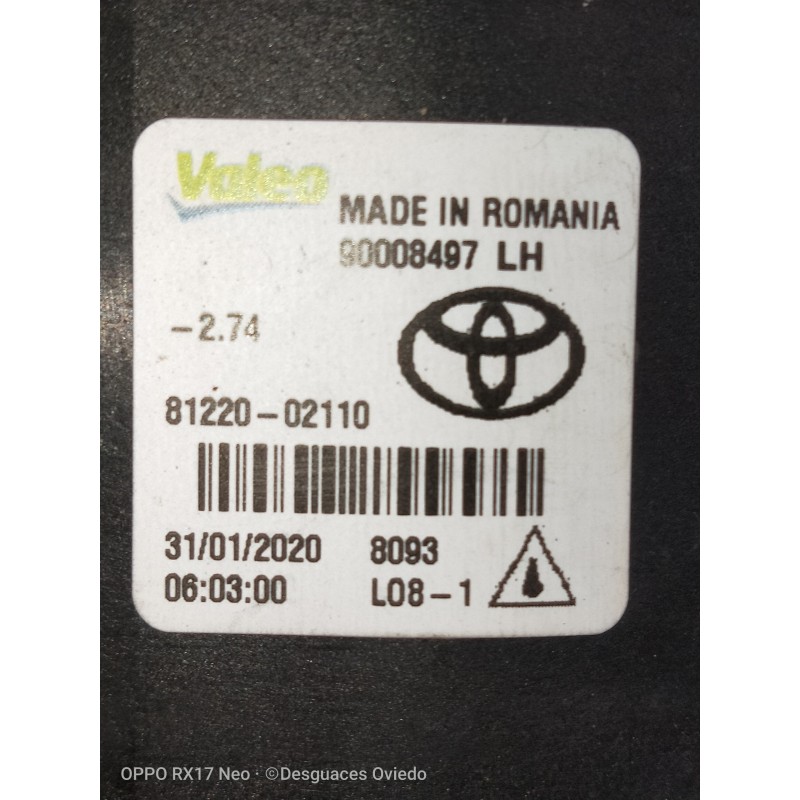 Valeo
MADE IN ROMANIA
90008497 LH
-2.74
81220-02110
31/01/2020 8093
06:03:00 L08-1
OPPO RX17 Neo · ©Desguaces Oviedo